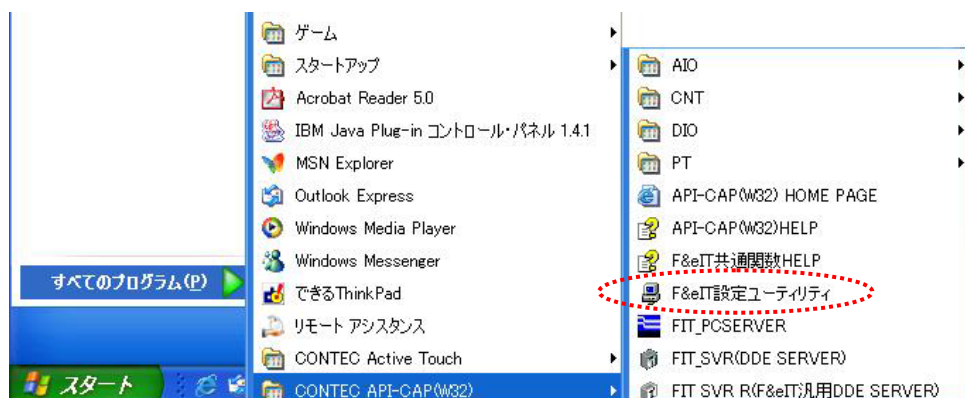 すべてのプログラム(P)
スタート
ゲーム
スタートアップ
Acrobat Reader 5.0
IBM Java Plug-in コントロール・パネル 1.4.1
MSN Explorer
Outlook Express
Windows Media Player
Windows Messenger
できるThinkPad
リモート アシスタンス
CONTEC Active Touch
CONTEC API-CAP(W32)
AIO
CNT
DIO
PT
API-CAP(W32) HOME PAGE
API-CAP(W32)HELP
F&eIT共通関数HELP
F&eIT設定ユーティリティ
FIT_PCSERVER
FIT_SVR(DDE SERVER)
FIT SVR R(F&eIT汎用DDE SERVER)